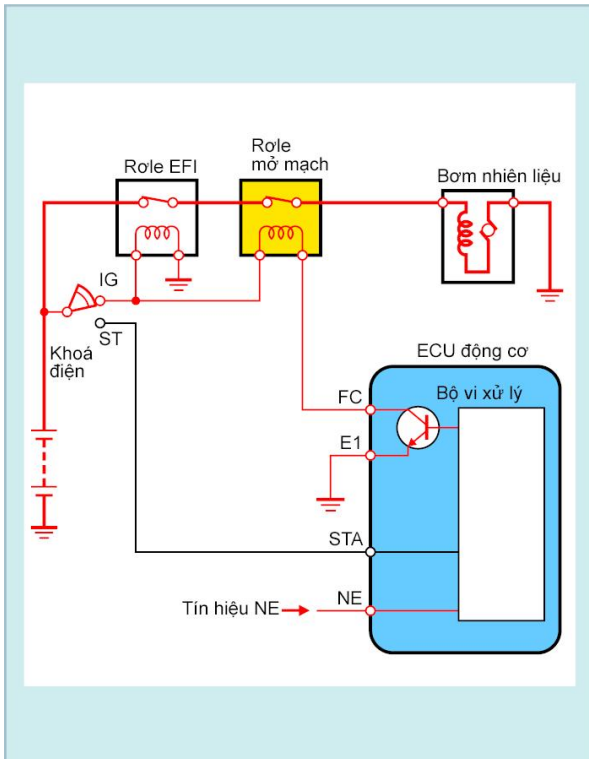 Rơle EFI
Rơle
mở mạch
Bơm nhiên liệu
IG
ST
Khoá
điện
ECU động cơ
Bộ vi xử lý
FC
E1
STA
NE
Tín hiệu NE